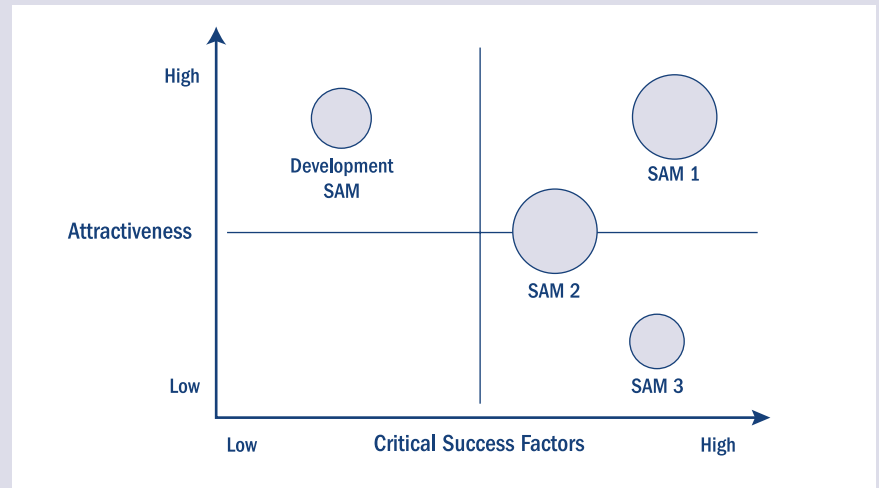 High
Development
SAM
SAM 1
Attractiveness
SAM 2
Low
SAM 3
Low
Critical Success Factors
High